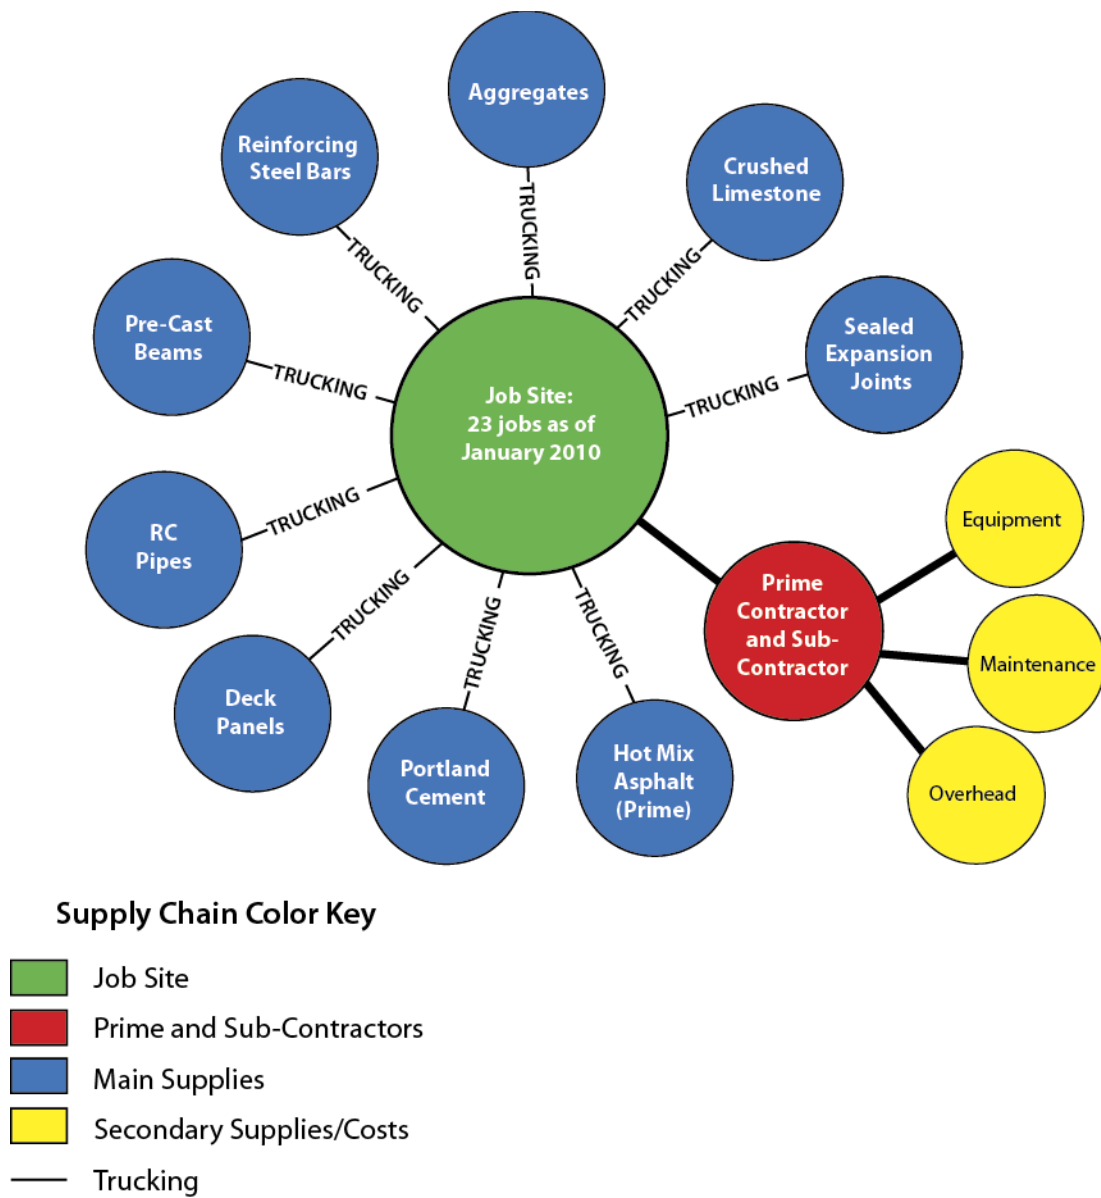 Aggregates
Reinforcing
Steel Bars
Crushed
Limestone
TRUCKING
TRUCKING
TRUCKING
Pre-Cast
Beams
Sealed
Expansion
Joints
TRUCKING
TRUCKING
Job Site:
23 jobs as of
January 2010
RC
Pipes
TRUCKING
Equipment
Prime
Contractor
and Sub-
Contractor
TRUCKING
TRUCKING
TRUCKING
Maintenance
Deck
Panels
Portland
Cement
Hot Mix
Asphalt
(Prime)
Overhead
Supply Chain Color Key
Job Site
Prime and Sub-Contractors
Main Supplies
Secondary Supplies/Costs
Trucking